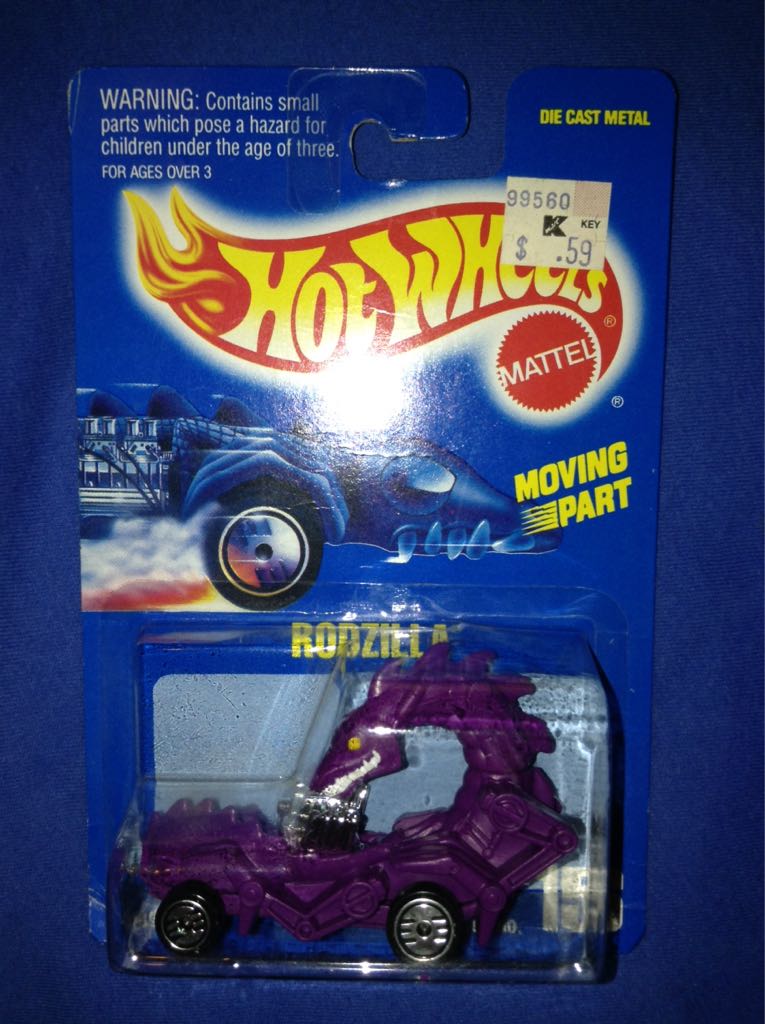 WARNING: Contains small
parts which pose a hazard for
children under the age of three.
FOR AGES OVER 3
DIE CAST METAL
99560
K KEY
$ .59
HOT WHEELS
®
MATTEL
®
MOVING
PART
RODZILLA